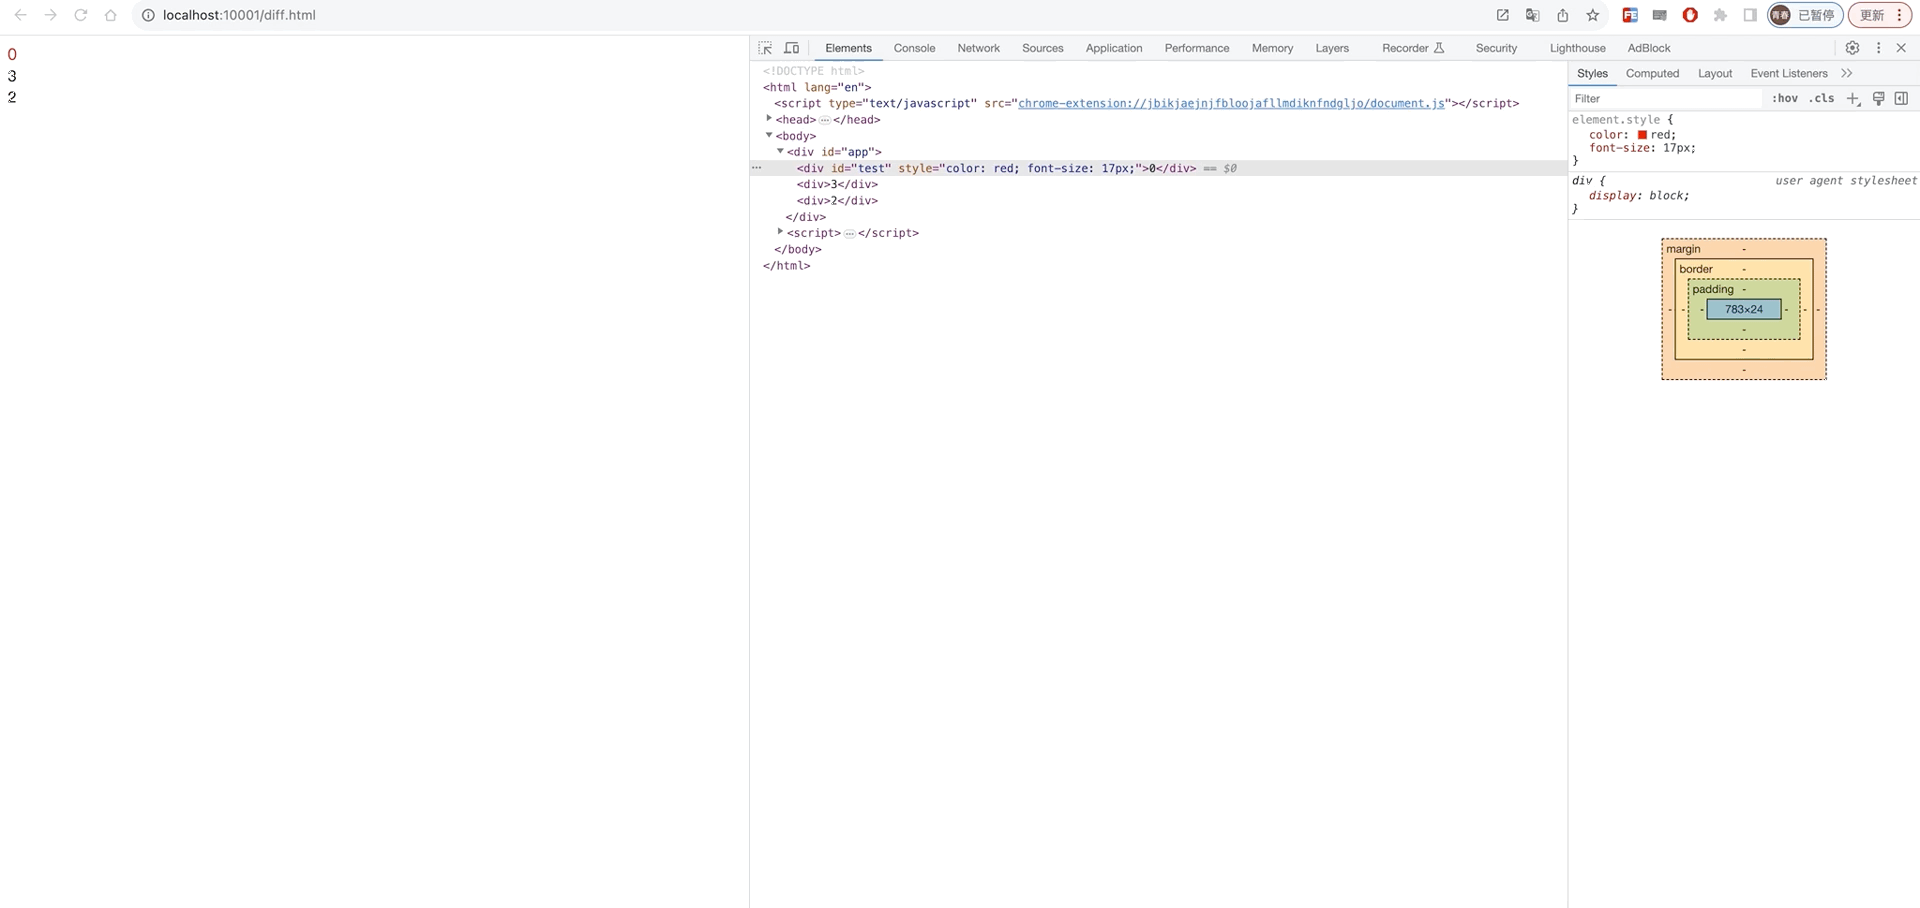 localhost:10001/diff.html
青春 已暂停 更新
0
3
2
Elements Console Network Sources Application Performance Memory Layers Recorder Security Lighthouse AdBlock
<!DOCTYPE html>
<html lang="en">
<script type="text/javascript" src="chrome-extension://jbikjaejnjfbloojafllmdiknfndgljo/document.js"></script>
<head>…</head>
<body>
<div id="app">
… <div id="test" style="color: red; font-size: 17px;">0</div> == $0
<div>3</div>
<div>2</div>
</div>
<script>…</script>
</body>
</html>
Styles Computed Layout Event Listeners
Filter :hov .cls
element.style {
color: red;
font-size: 17px;
}
div { user agent stylesheet
display: block;
}
margin -
border -
padding -
- - - 783×24 - - -
-
-
-